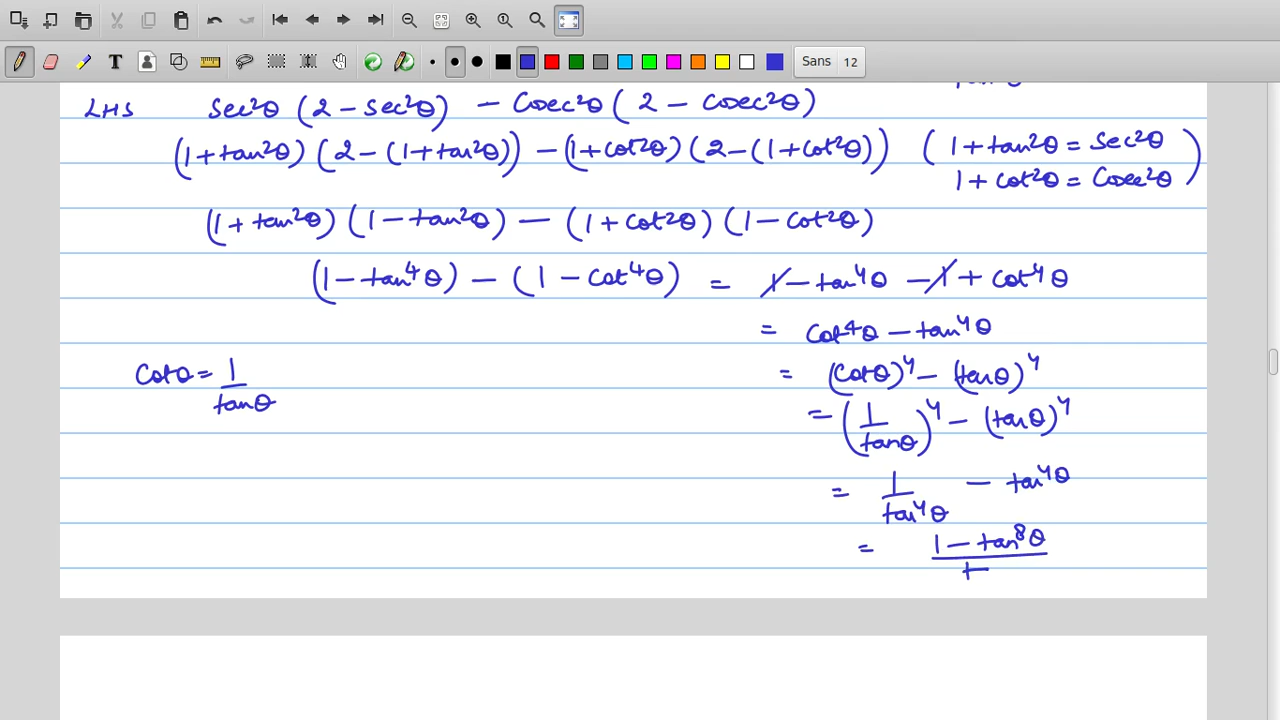 Sans 12
LHS sec²θ (2 − sec²θ) − Cosec²θ (2 − cosec²θ)
(1+tan²θ) (2 − (1+tan²θ)) − (1+cot²θ) (2 − (1+cot²θ)) ( 1+tan²θ = sec²θ
1+cot²θ = Cosec²θ )
(1+tan²θ) (1 − tan²θ) − (1+cot²θ) (1 − cot²θ)
(1 − tan⁴θ) − (1 − cot⁴θ) = 1 − tan⁴θ − 1 + cot⁴θ
= cot⁴θ − tan⁴θ
Cotθ = 1/tanθ
= (cotθ)⁴ − (tanθ)⁴
= (1/tanθ)⁴ − (tanθ)⁴
= 1/tan⁴θ − tan⁴θ
= 1 − tan⁸θ
t